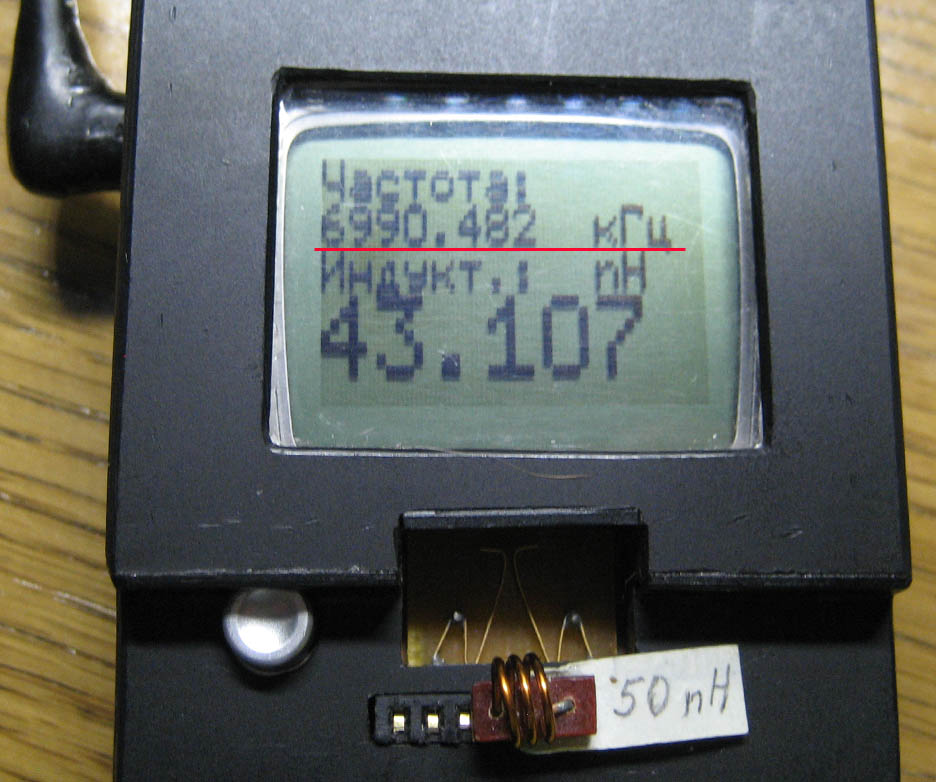 Частота:
6990.482 кГц
Индукт.: nH
43.107
50 nH